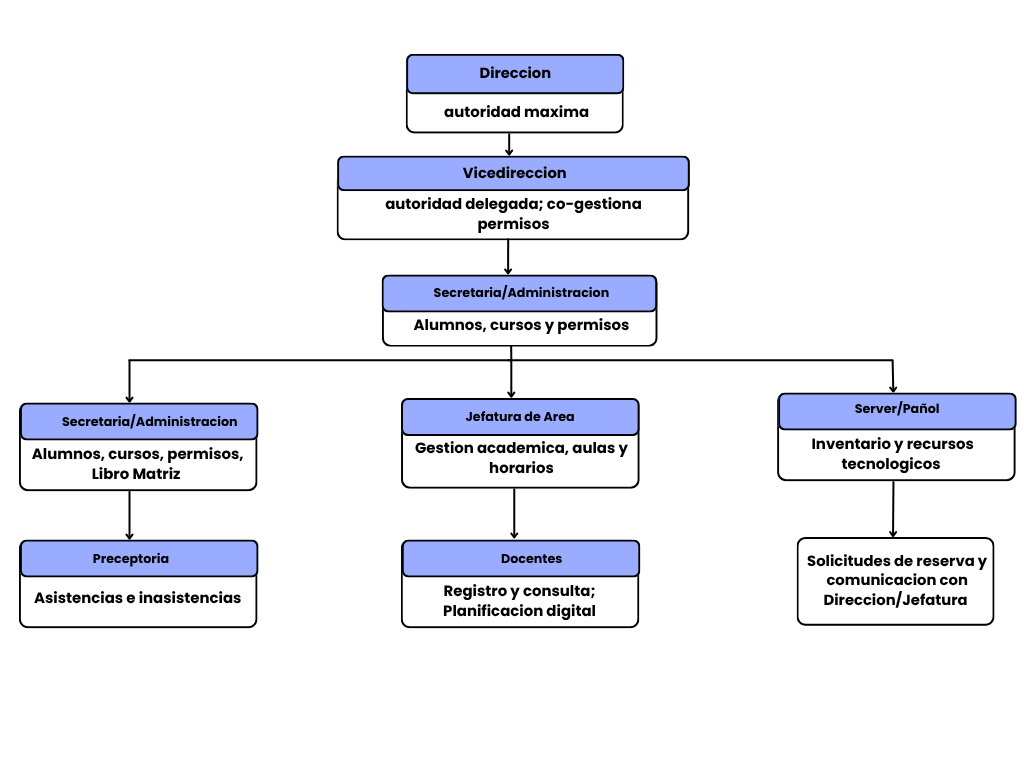 Direccion
autoridad maxima
Vicedireccion
autoridad delegada; co-gestiona
permisos
Secretaria/Administracion
Alumnos, cursos y permisos
Secretaria/Administracion
Alumnos, cursos, permisos,
Libro Matriz
Jefatura de Area
Gestion academica, aulas y
horarios
Server/Pañol
Inventario y recursos
tecnologicos
Preceptoria
Asistencias e inasistencias
Docentes
Registro y consulta;
Planificacion digital
Solicitudes de reserva y
comunicacion con
Direccion/Jefatura